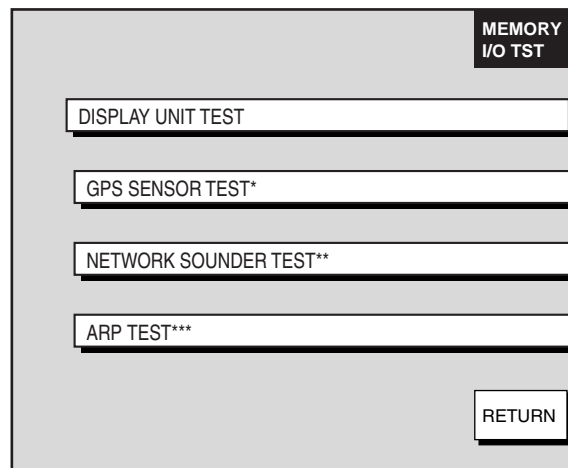 MEMORY
I/O TST
DISPLAY UNIT TEST
GPS SENSOR TEST*
NETWORK SOUNDER TEST**
ARP TEST***
RETURN